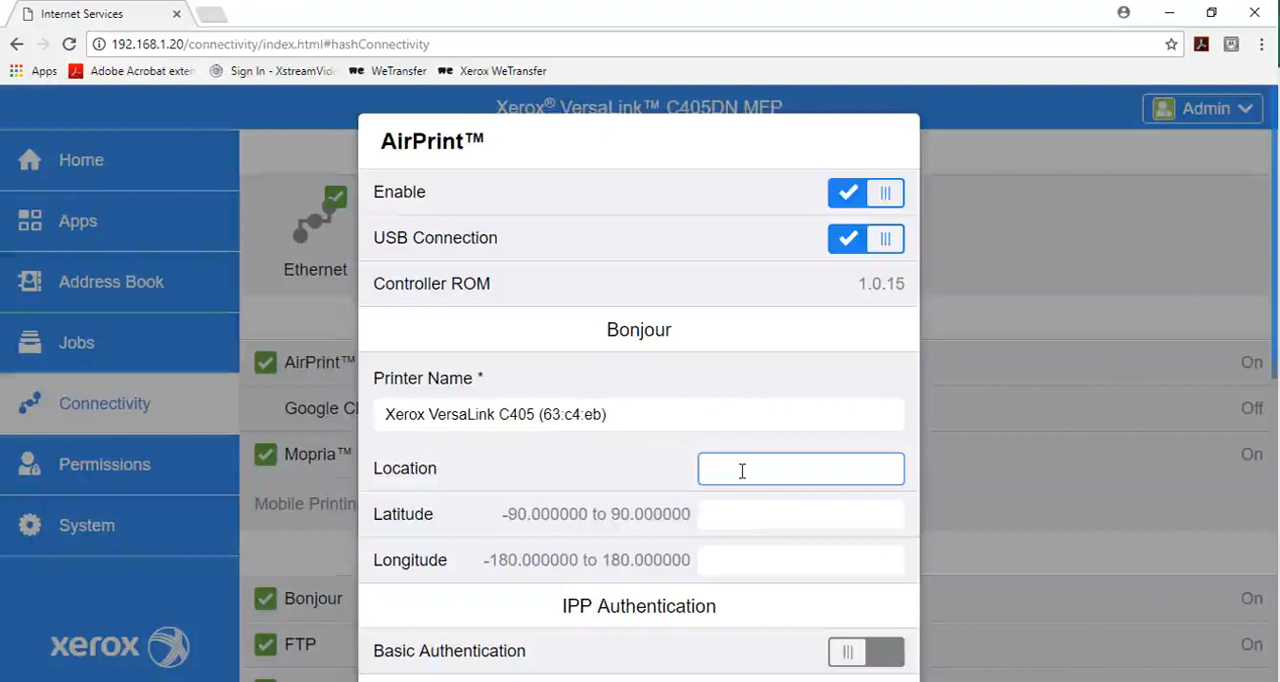 Internet Services
192.168.1.20/connectivity/index.html#hashConnectivity
Apps Adobe Acrobat exten Sign In - XstreamVid WeTransfer Xerox WeTransfer
Xerox® VersaLink™ C405DN MFP
Admin
Home
Apps
Address Book
Jobs
Connectivity
Permissions
System
xerox
Ethernet
AirPrint™ On
Google Cl Off
Mopria™ On
Mobile Printin
Bonjour On
FTP On
AirPrint™
Enable
USB Connection
Controller ROM 1.0.15
Bonjour
Printer Name *
Xerox VersaLink C405 (63:c4:eb)
Location
Latitude -90.000000 to 90.000000
Longitude -180.000000 to 180.000000
IPP Authentication
Basic Authentication